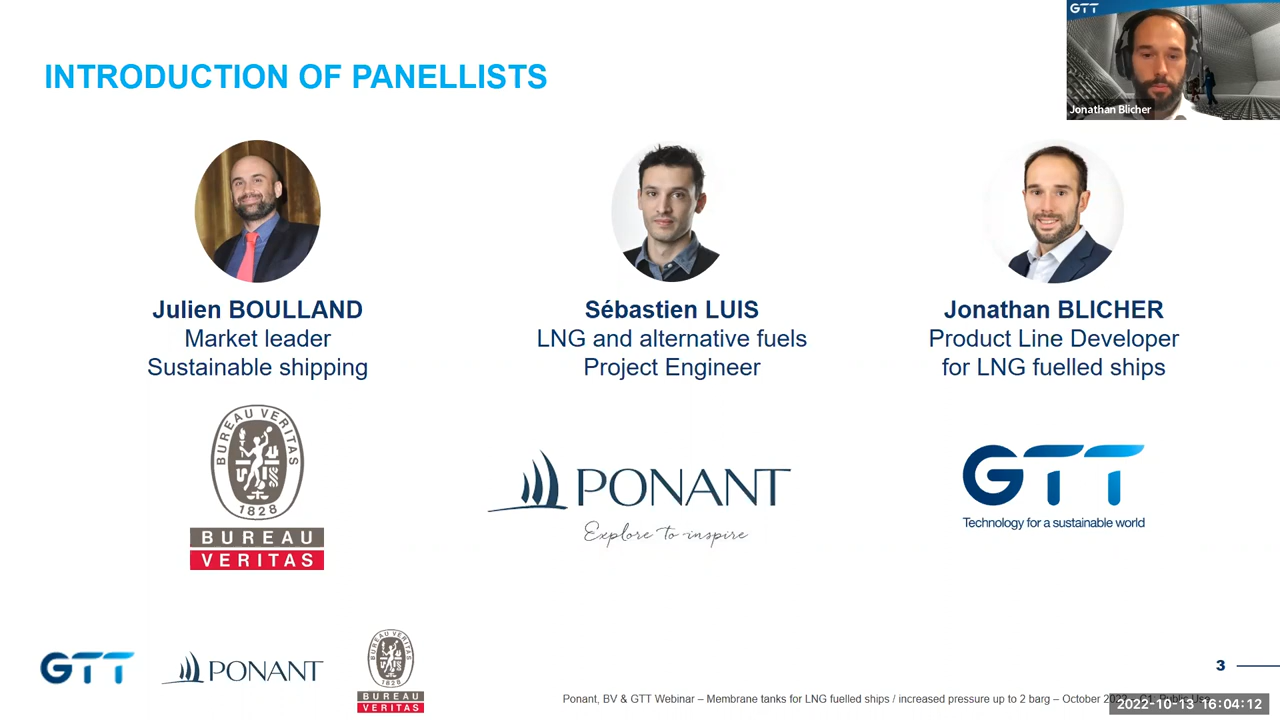 GTT
Jonathan Blicher
INTRODUCTION OF PANELLISTS
Julien BOULLAND
Market leader
Sustainable shipping
Sébastien LUIS
LNG and alternative fuels
Project Engineer
Jonathan BLICHER
Product Line Developer
for LNG fuelled ships
BUREAU VERITAS
1828
BUREAU
VERITAS
PONANT
Explore to inspire
GTT
Technology for a sustainable world
GTT
PONANT
BUREAU VERITAS
1828
BUREAU
VERITAS
3
Ponant, BV & GTT Webinar – Membrane tanks for LNG fuelled ships / increased pressure up to 2 barg – October
2022-10-13 16:04:12